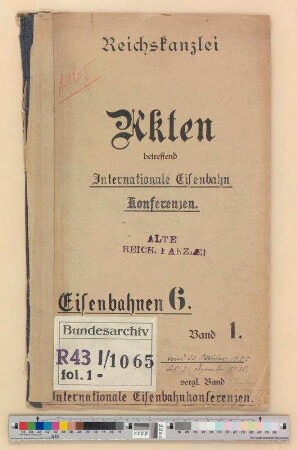 Reichskanzlei
Akten
betreffend
Internationale Eisenbahn
Konferenzen.
ALTE
REICHSKANZLEI
Eisenbahnen 6.
Bundesarchiv
Band 1.
R43 I/1065
fol. 1-
vergl. Band
Internationale Eisenbahnkonferenzen.